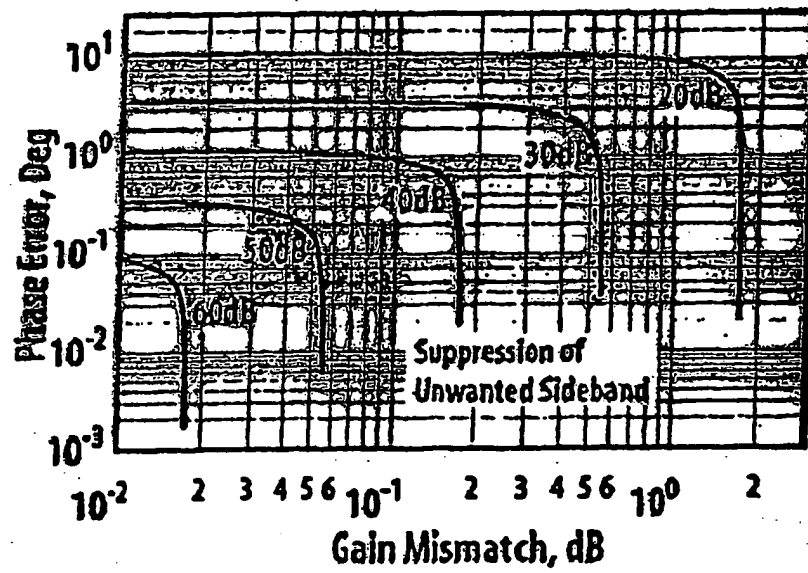 10¹
10⁰
10⁻¹
10⁻²
10⁻³
Phase Error, Deg
20dB
30dB
40dB
50dB
60dB
Suppression of
Unwanted Sideband
10⁻² 2 3 4 5 6 10⁻¹ 2 3 4 5 6 10⁰ 2
Gain Mismatch, dB